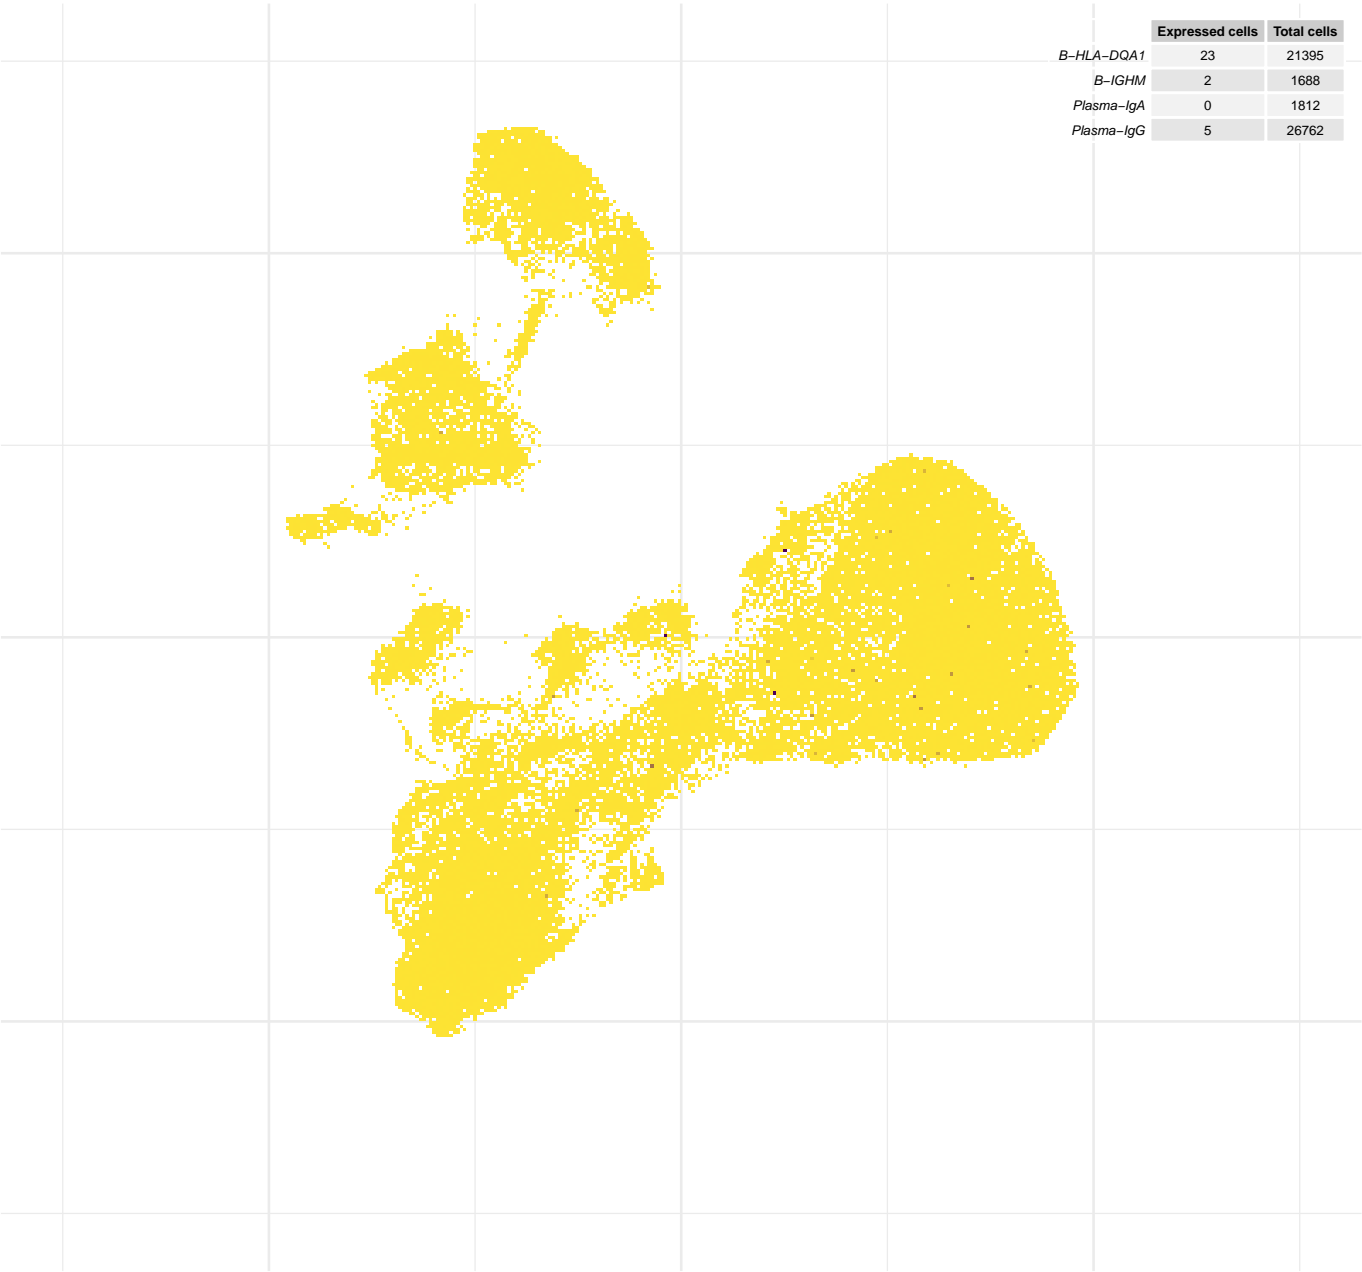 Expressed cells Total cells
B−HLA−DQA1 23 21395
B−IGHM 2 1688
Plasma−IgA 0 1812
Plasma−IgG 5 26762